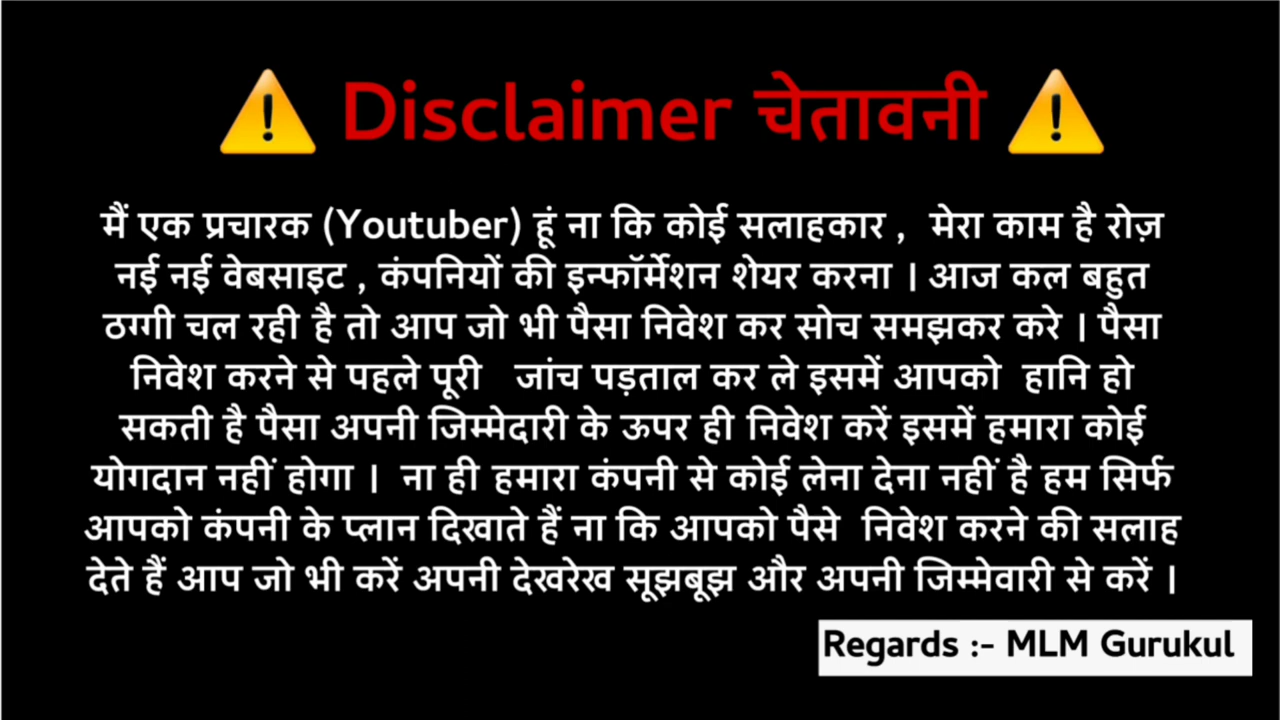 ⚠️ Disclaimer चेतावनी ⚠️
मैं एक प्रचारक (Youtuber) हूं ना कि कोई सलाहकार , मेरा काम है रोज़
नई नई वेबसाइट , कंपनियों की इन्फॉर्मेशन शेयर करना । आज कल बहुत
ठग्गी चल रही है तो आप जो भी पैसा निवेश कर सोच समझकर करे । पैसा
निवेश करने से पहले पूरी जांच पड़ताल कर ले इसमें आपको हानि हो
सकती है पैसा अपनी जिम्मेदारी के ऊपर ही निवेश करें इसमें हमारा कोई
योगदान नहीं होगा । ना ही हमारा कंपनी से कोई लेना देना नहीं है हम सिर्फ
आपको कंपनी के प्लान दिखाते हैं ना कि आपको पैसे निवेश करने की सलाह
देते हैं आप जो भी करें अपनी देखरेख सूझबूझ और अपनी जिम्मेवारी से करें ।
Regards :- MLM Gurukul